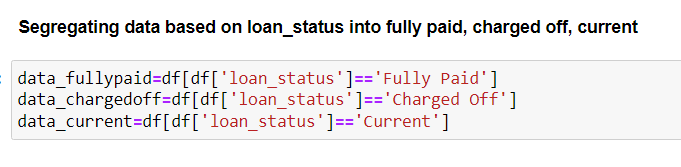 Segregating data based on loan_status into fully paid, charged off, current
:
data_fullypaid=df[df['loan_status']=='Fully Paid']
data_chargedoff=df[df['loan_status']=='Charged Off']
data_current=df[df['loan_status']=='Current']